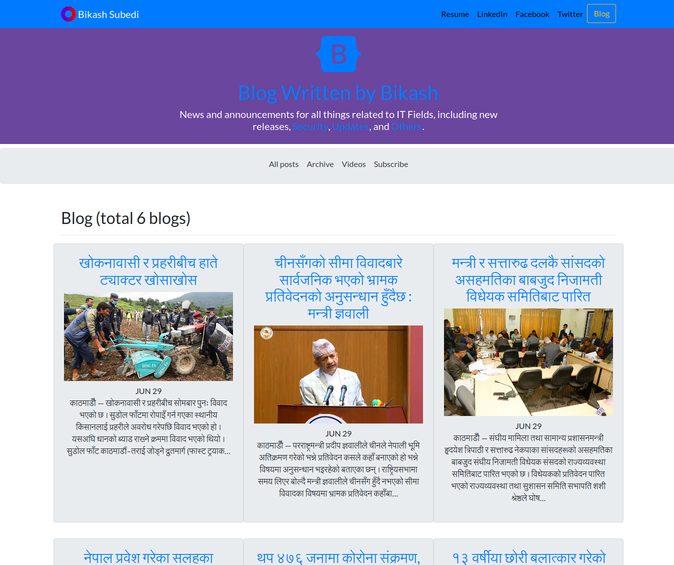 Bikash Subedi
Resume LinkedIn Facebook Twitter Blog
B
Blog Written by Bikash
News and announcements for all things related to IT Fields, including new
releases, Security, Updates, and Others.
All posts Archive Videos Subscribe
Blog (total 6 blogs)
खोकनावासी र प्रहरीबीच हाते
ट्याक्टर खोसाखोस
JUN 29
काठमाडौँ — खोकनावासी र प्रहरीबीच सोमबार पुनः विवाद
भएको छ । सुडोल फाँटमा रोपाइँ गर्न गएका स्थानीय
किसानलाई प्रहरीले अवरोध गरेपछि विवाद भएको हो ।
यसअघि धानको ब्याड राख्ने क्रममा विवाद भएको थियो ।
सुडोल फाँट काठमाडौं–तराई जोड्ने द्रुतमार्ग (फास्ट ट्र्याक...
चीनसँगको सीमा विवादबारे
सार्वजनिक भएको भ्रामक
प्रतिवेदनको अनुसन्धान हुँदैछ :
मन्त्री ज्ञवाली
JUN 29
काठमाडौँ — परराष्ट्रमन्त्री प्रदीप ज्ञवालीले चीनले नेपाली भूमि
अतिक्रमण गरेको भन्ने प्रतिवेदन कसले कहाँ बनाएको हो भन्ने
विषयमा अनुसन्धान भइरहेको बताएका छन् । राष्ट्रियसभामा
समय लिएर बोल्दै मन्त्री ज्ञवालीले चीनसँग हुँदै नभएको सीमा
विवादका विषयमा भ्रामक प्रतिवेदन कहाँबा...
मन्त्री र सत्तारुढ दलकै सांसदको
असहमतिका बाबजुद निजामती
विधेयक समितिबाट पारित
JUN 29
काठमाडौँ — संघीय मामिला तथा सामान्य प्रशासनमन्त्री
हृदयेश त्रिपाठी र सत्तारुढ नेकपाका सांसदहरूको असहमतिका
बाबजुद संघीय निजामती विधेयक संसदको राज्यव्यवस्था
समितिबाट पारित भएको छ । विधेयकको प्रतिवेदन पारित
भएको राज्यव्यवस्था तथा सुशासन समिति सभापति शशी
श्रेष्ठले घोष...
नेपाल प्रवेश गरेका सलहका
थप ४७६ जनामा कोरोना संक्रमण,
१३ वर्षीया छोरी बलात्कार गरेको